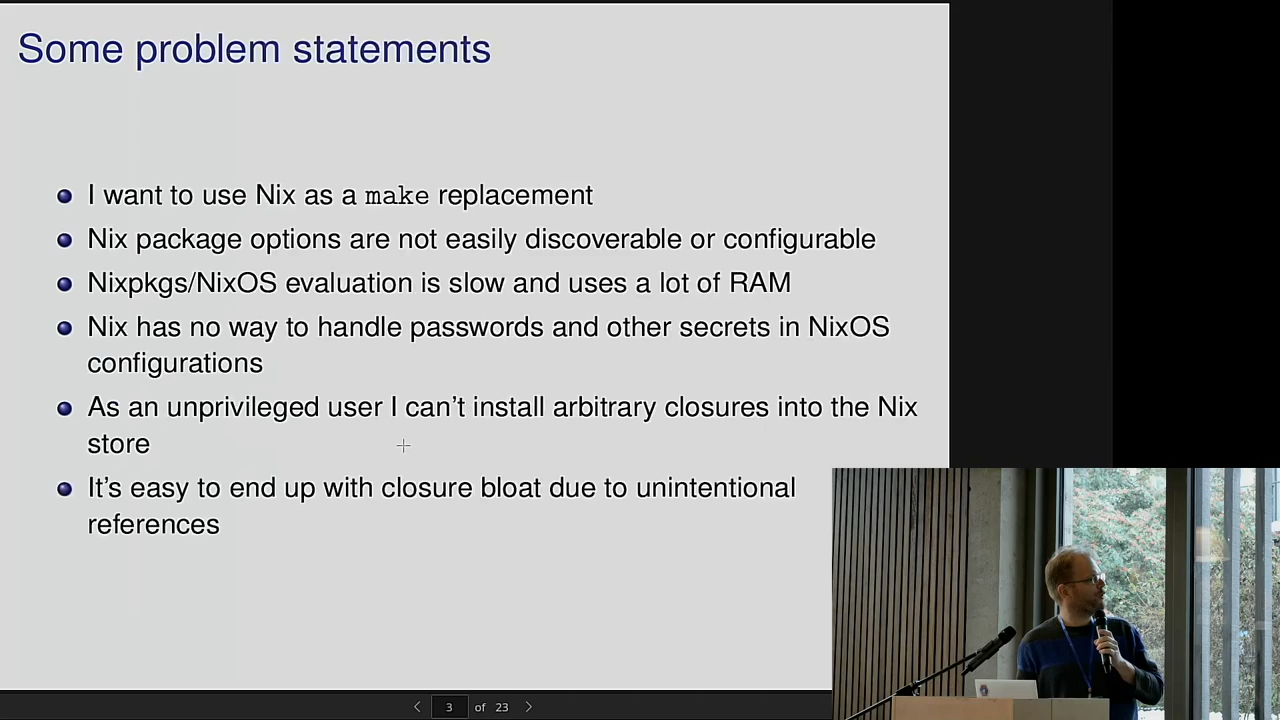 Some problem statements
I want to use Nix as a make replacement
Nix package options are not easily discoverable or configurable
Nixpkgs/NixOS evaluation is slow and uses a lot of RAM
Nix has no way to handle passwords and other secrets in NixOS
configurations
As an unprivileged user I can't install arbitrary closures into the Nix
store
It's easy to end up with closure bloat due to unintentional
references
3 of 23